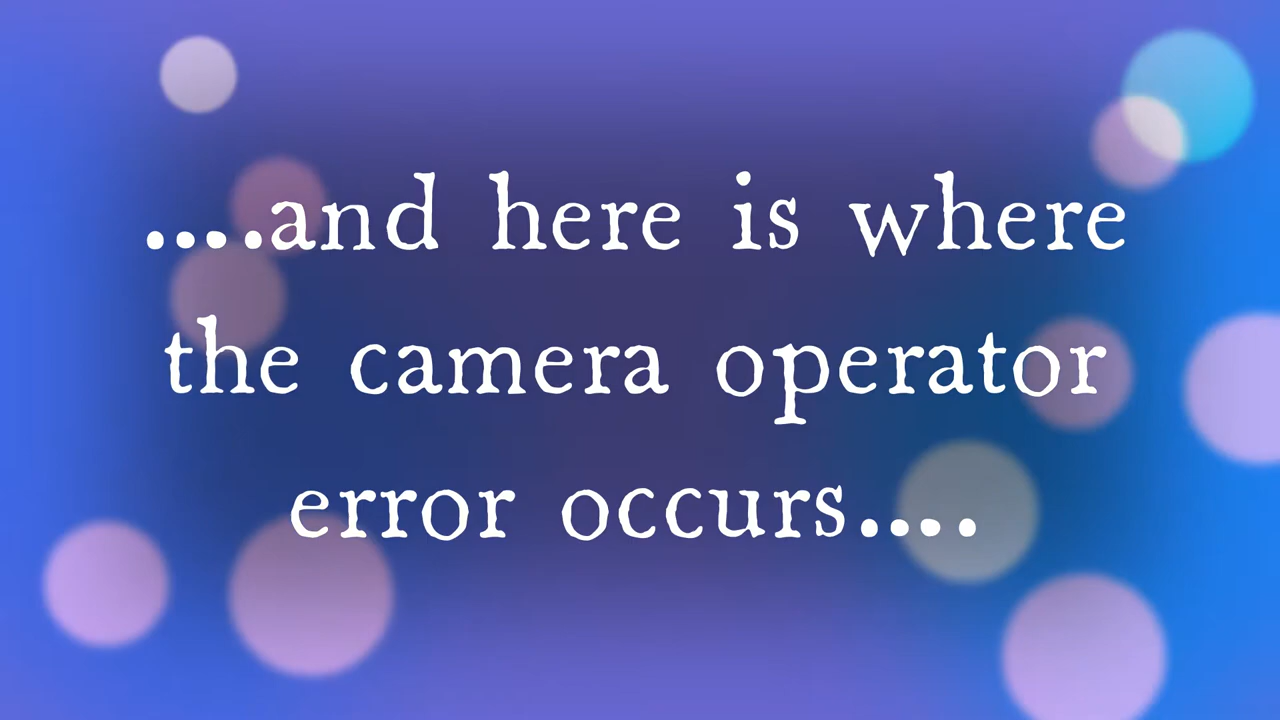 ....and here is where
the camera operator
error occurs....